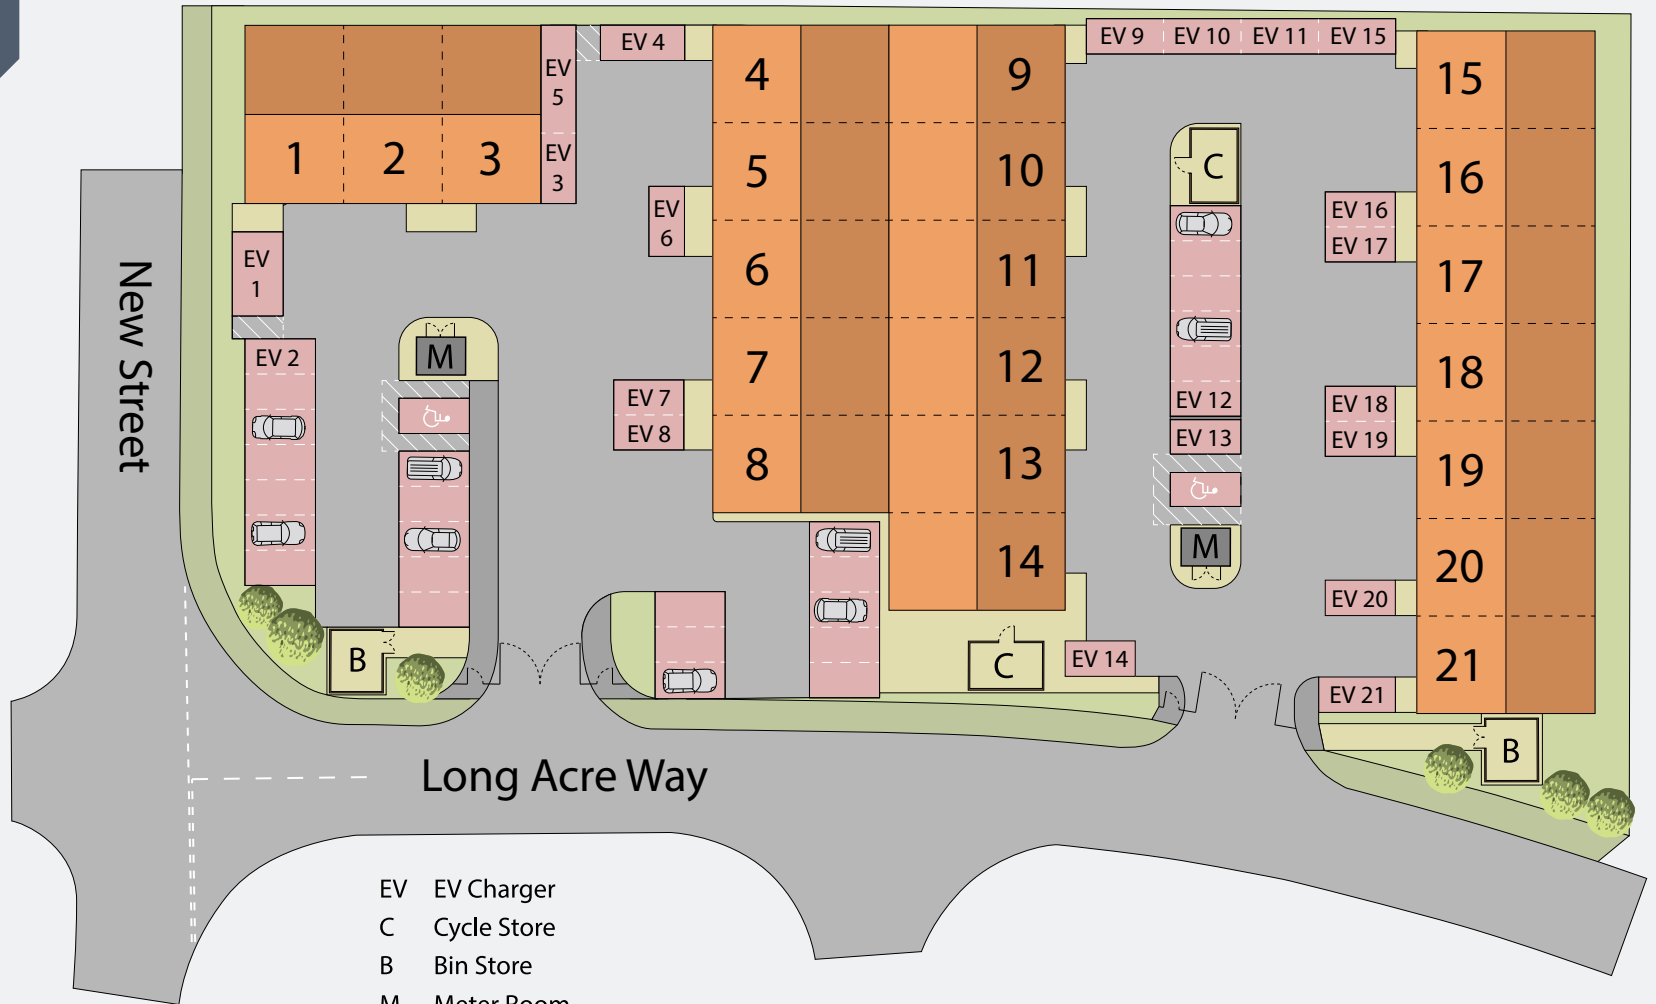 EV 5
EV 3
EV 4
EV 9
EV 10
EV 11
EV 15
1
2
3
4
5
6
7
8
9
10
11
12
13
14
15
16
17
18
19
20
21
EV 1
EV 2
EV 6
EV 7
EV 8
EV 12
EV 13
EV 14
EV 16
EV 17
EV 18
EV 19
EV 20
EV 21
C
M
M
B
C
B
New Street
Long Acre Way
EV EV Charger
C Cycle Store
B Bin Store
M Meter Room